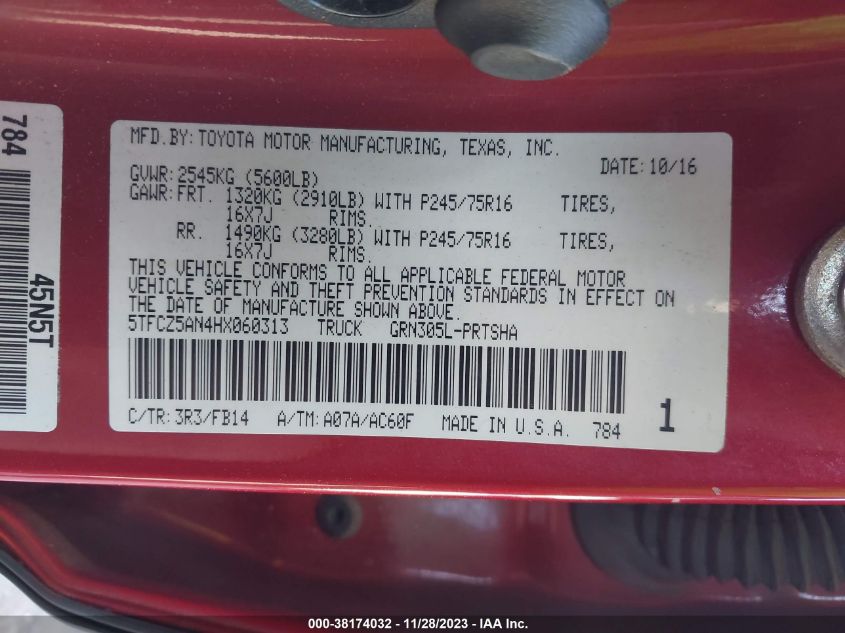 784
45N5T
MFD.BY:TOYOTA MOTOR MANUFACTURING, TEXAS, INC.
DATE:10/16
GVWR:2545KG (5600LB)
GAWR:FRT. 1320KG (2910LB) WITH P245/75R16 TIRES,
16X7J RIMS.
RR. 1490KG (3280LB) WITH P245/75R16 TIRES,
16X7J RIMS.
THIS VEHICLE CONFORMS TO ALL APPLICABLE FEDERAL MOTOR
VEHICLE SAFETY AND THEFT PREVENTION STANDARDS IN EFFECT ON
THE DATE OF MANUFACTURE SHOWN ABOVE.
5TFCZ5AN4HX060313 TRUCK GRN305L-PRTSHA
C/TR:3R3/FB14 A/TM:A07A/AC60F MADE IN U.S.A. 784 1
000-38174032 - 11/28/2023 - IAA Inc.